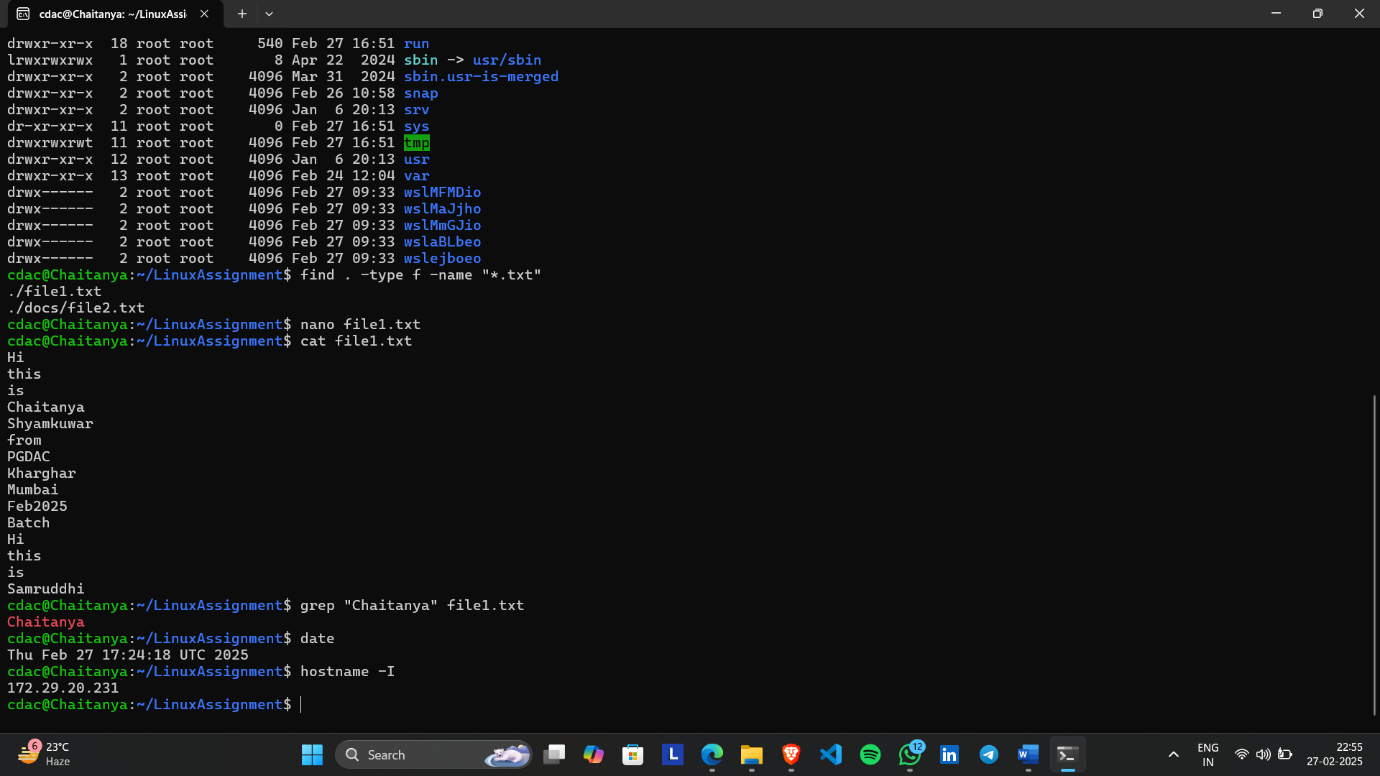 cdac@Chaitanya: ~/LinuxAssi
drwxr-xr-x  18 root root     540 Feb 27 16:51 run
lrwxrwxrwx   1 root root       8 Apr 22  2024 sbin -> usr/sbin
drwxr-xr-x   2 root root    4096 Mar 31  2024 sbin.usr-is-merged
drwxr-xr-x   2 root root    4096 Feb 26 10:58 snap
drwxr-xr-x   2 root root    4096 Jan  6 20:13 srv
dr-xr-xr-x  11 root root       0 Feb 27 16:51 sys
drwxrwxrwt  11 root root    4096 Feb 27 16:51 tmp
drwxr-xr-x  12 root root    4096 Jan  6 20:13 usr
drwxr-xr-x  13 root root    4096 Feb 24 12:04 var
drwx------   2 root root    4096 Feb 27 09:33 wslMFMDio
drwx------   2 root root    4096 Feb 27 09:33 wslMaJjho
drwx------   2 root root    4096 Feb 27 09:33 wslMmGJio
drwx------   2 root root    4096 Feb 27 09:33 wslaBLbeo
drwx------   2 root root    4096 Feb 27 09:33 wslejboeo
cdac@Chaitanya:~/LinuxAssignment$ find . -type f -name "*.txt"
./file1.txt
./docs/file2.txt
cdac@Chaitanya:~/LinuxAssignment$ nano file1.txt
cdac@Chaitanya:~/LinuxAssignment$ cat file1.txt
Hi
this
is
Chaitanya
Shyamkuwar
from
PGDAC
Kharghar
Mumbai
Feb2025
Batch
Hi
this
is
Samruddhi
cdac@Chaitanya:~/LinuxAssignment$ grep "Chaitanya" file1.txt
Chaitanya
cdac@Chaitanya:~/LinuxAssignment$ date
Thu Feb 27 17:24:18 UTC 2025
cdac@Chaitanya:~/LinuxAssignment$ hostname -I
172.29.20.231
cdac@Chaitanya:~/LinuxAssignment$
6
23°C
Haze
Search
L
12
W
ENG
IN
22:55
27-02-2025